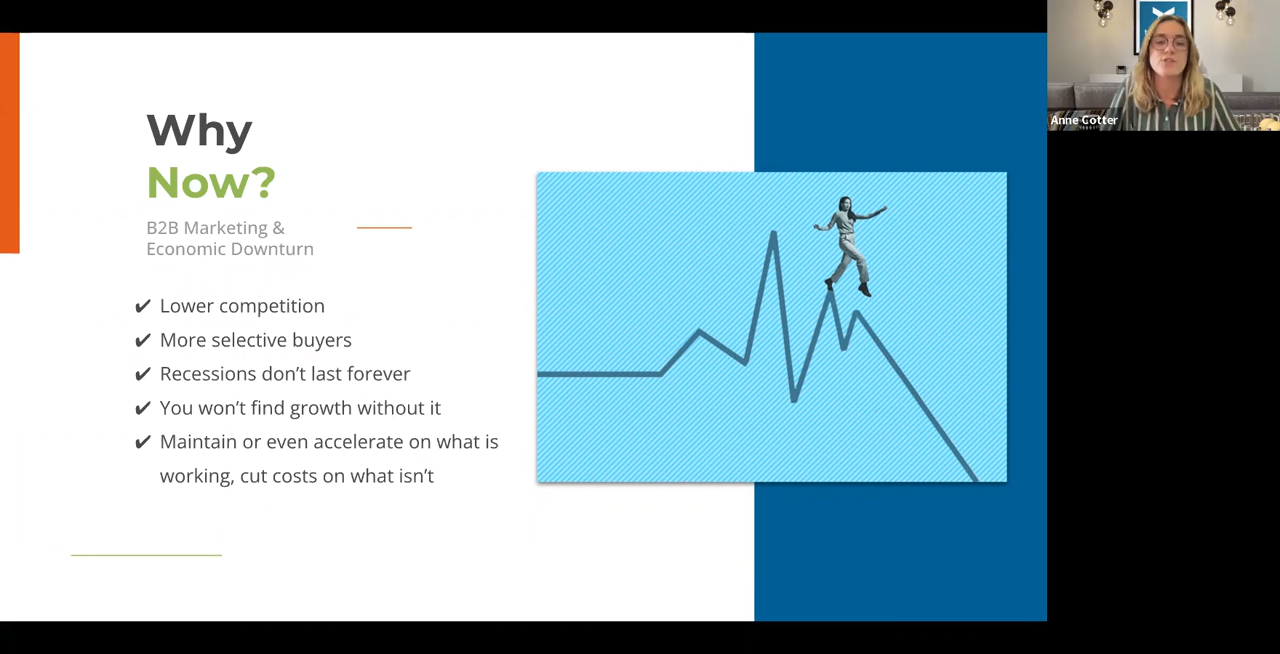 Why
Now?
B2B Marketing &
Economic Downturn
✔ Lower competition
✔ More selective buyers
✔ Recessions don’t last forever
✔ You won’t find growth without it
✔ Maintain or even accelerate on what is
working, cut costs on what isn’t
Anne Cotter